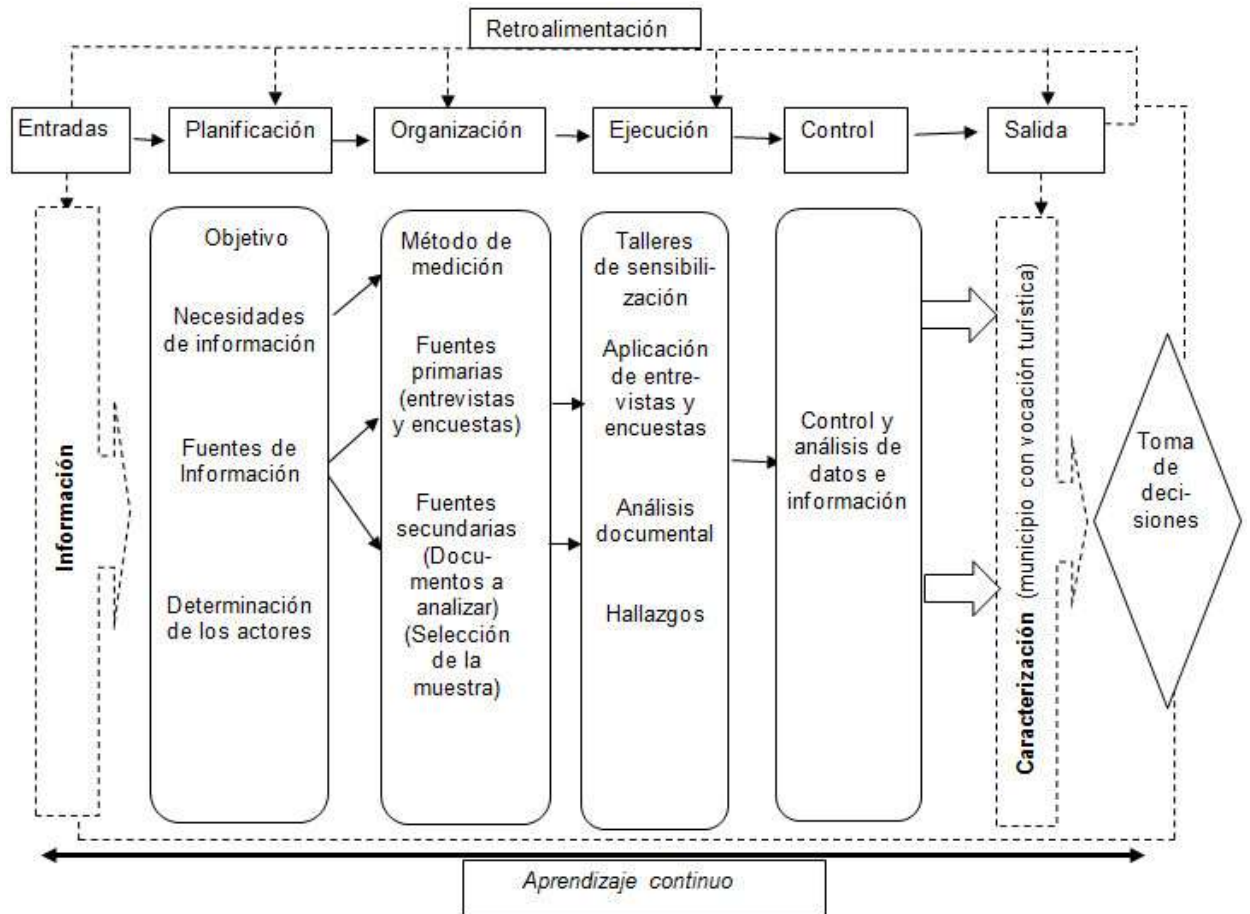 Retroalimentación
Entradas
Planificación
Organización
Ejecución
Control
Salida
Información
Objetivo
Necesidades
de información
Fuentes de
Información
Determinación
de los actores
Método de
medición
Fuentes
primarias
(entrevistas
y encuestas)
Fuentes
secundarias
(Docu-
mentos a
analizar)
(Selección
de la
muestra)
Talleres
de sensibili-
zación
Aplicación
de entre-
vistas y
encuestas
Análisis
documental
Hallazgos
Control y
análisis de
datos e
información
Caracterización (municipio con vocación turística)
Toma
de
deci-
siones
Aprendizaje continuo